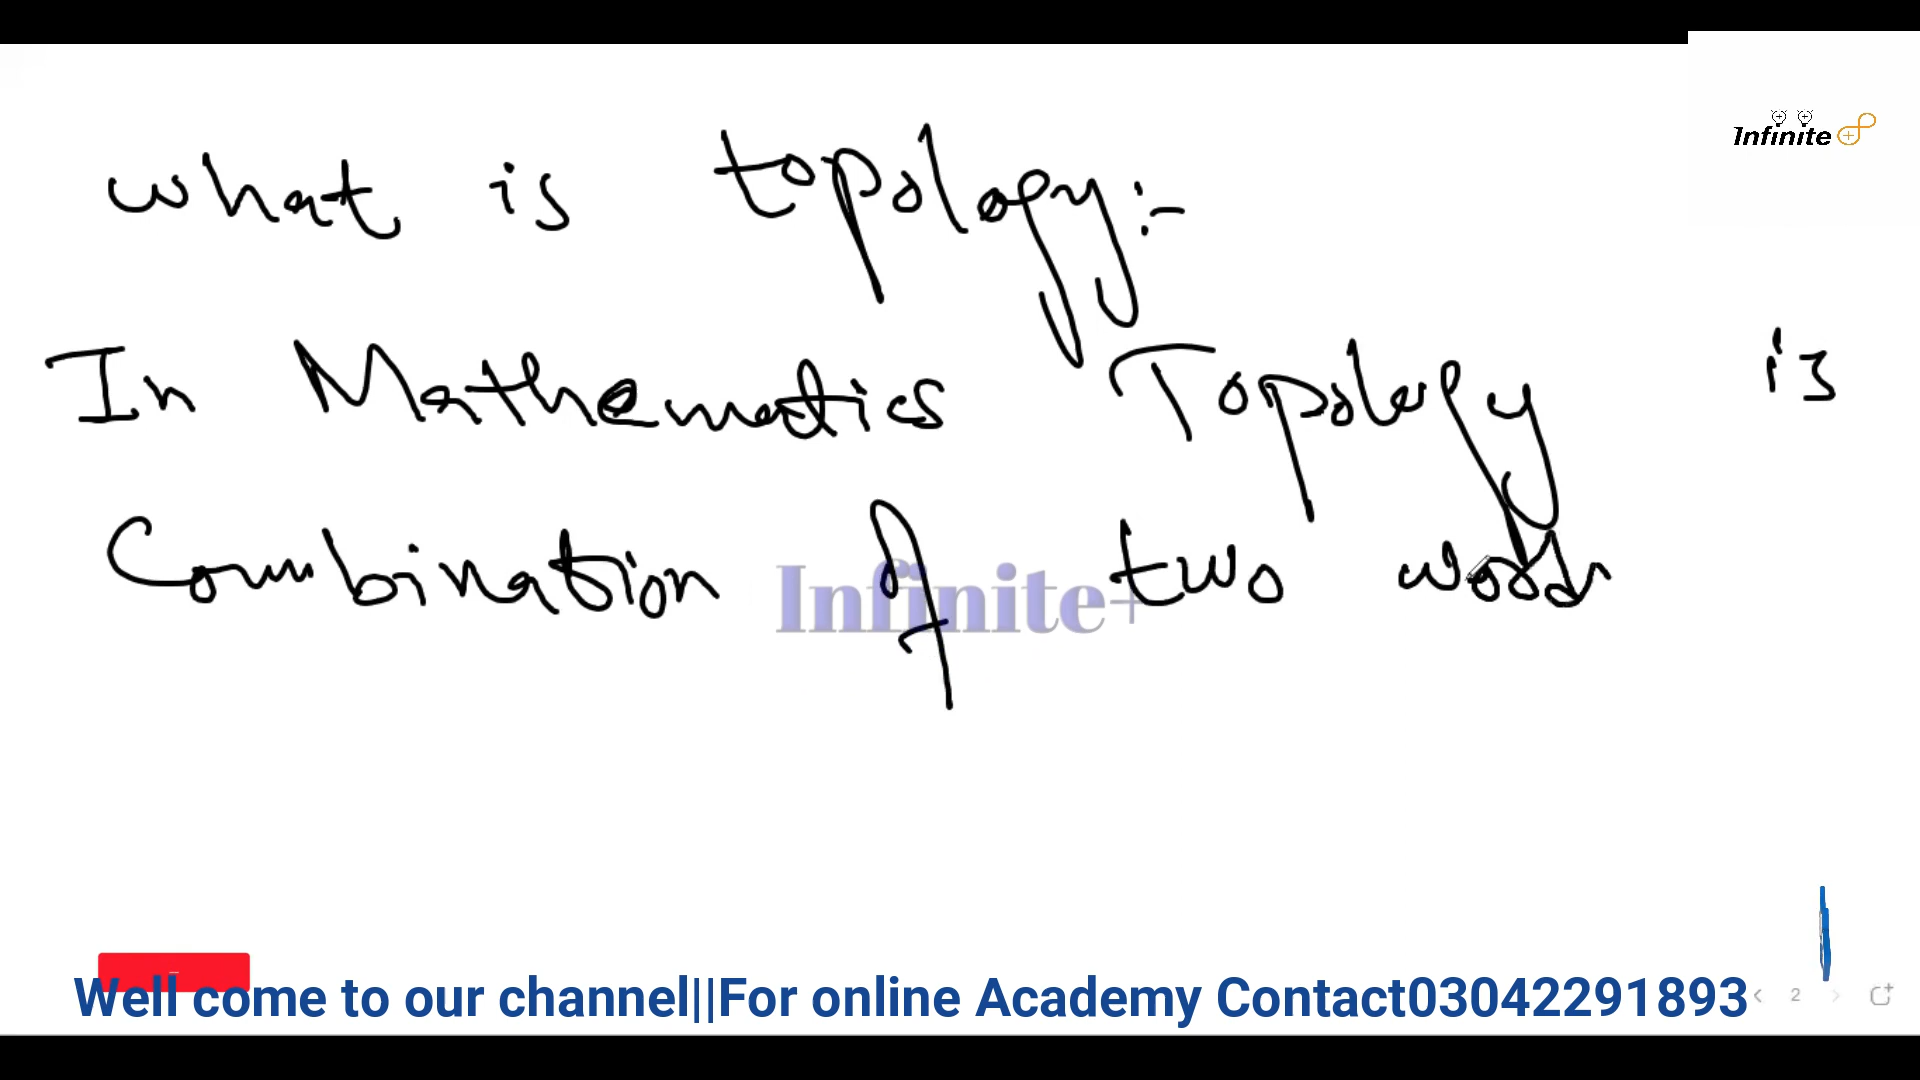 Infinite
what is topology:-
In Mathematics Topology is
Combination of two words
Infinite+
Well come to our channel||For online Academy Contact03042291893
2